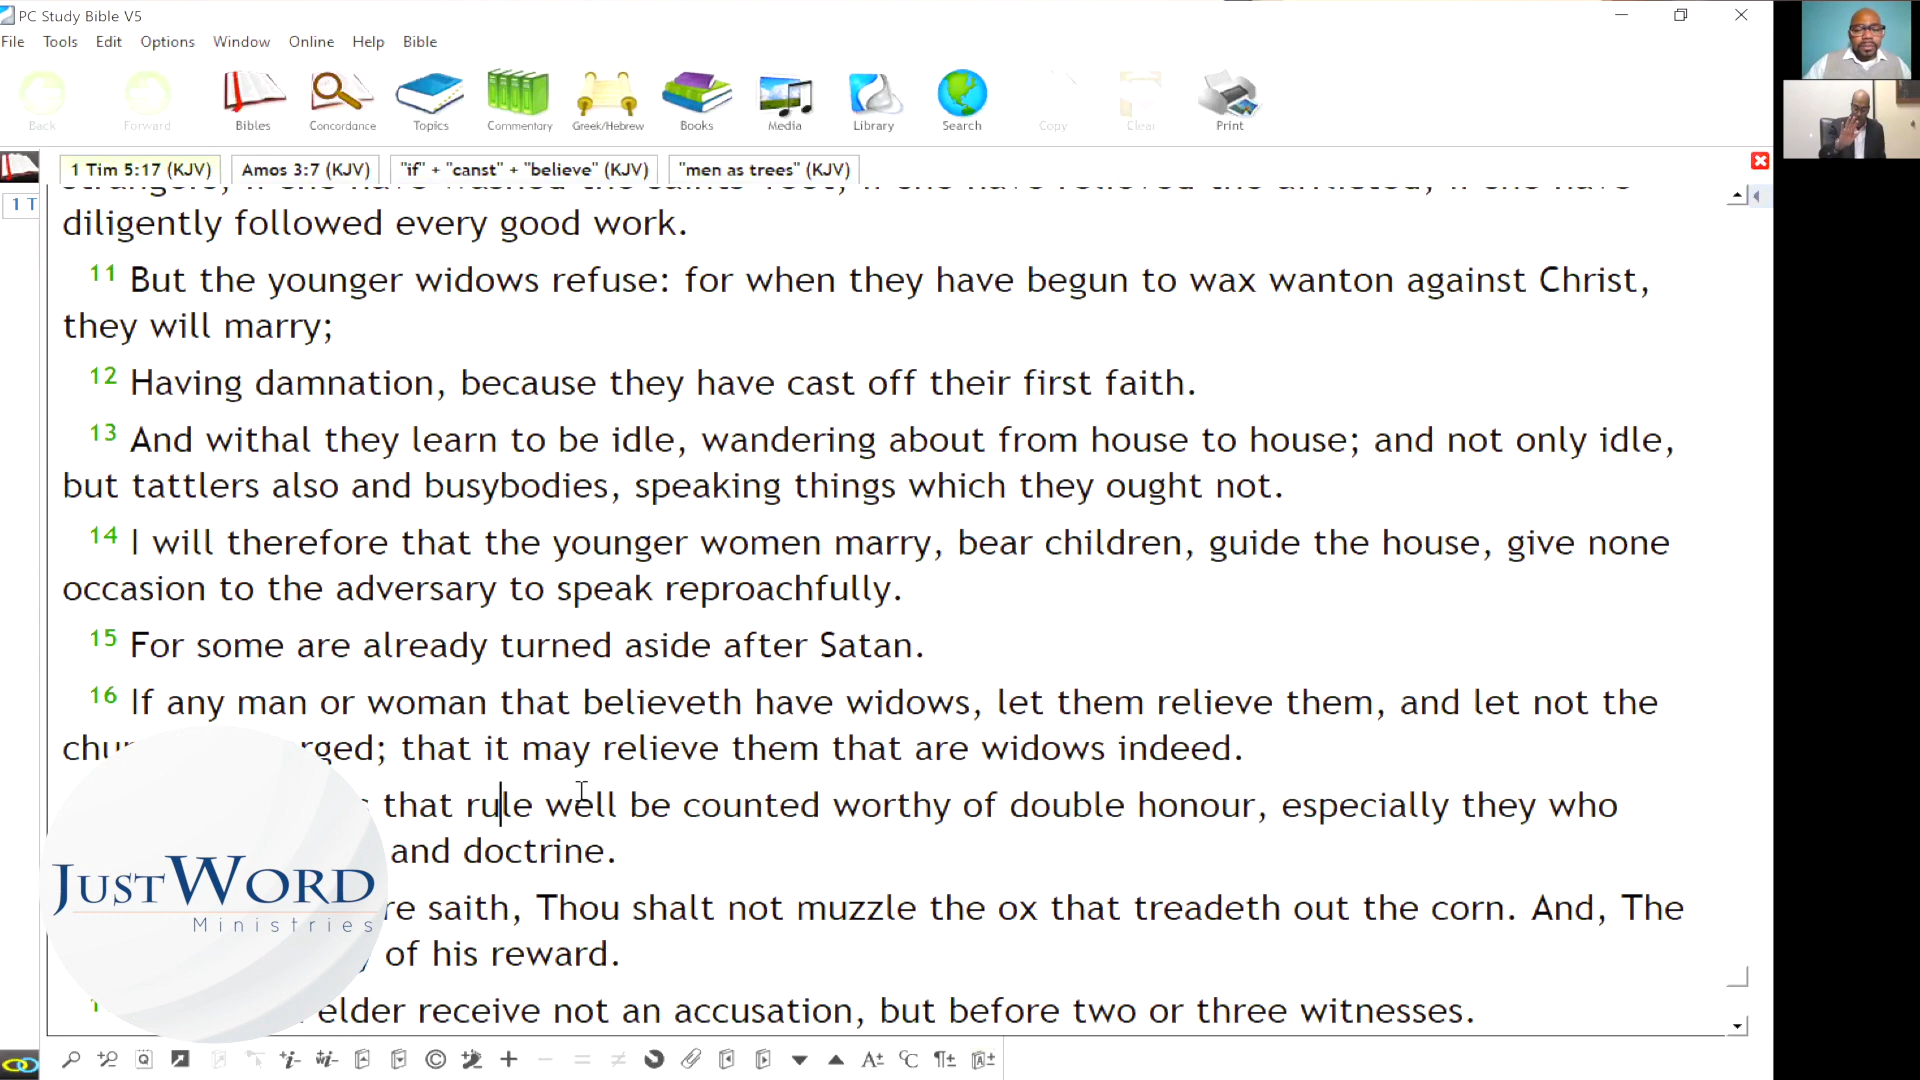 PC Study Bible V5
File Tools Edit Options Window Online Help Bible
Back Forward Bibles Concordance Topics Commentary Greek/Hebrew Books Media Library Search Copy Clear Print
1 Tim 5:17 (KJV) Amos 3:7 (KJV) "if" + "canst" + "believe" (KJV) "men as trees" (KJV)
1 T
diligently followed every good work.
11 But the younger widows refuse: for when they have begun to wax wanton against Christ,
they will marry;
12 Having damnation, because they have cast off their first faith.
13 And withal they learn to be idle, wandering about from house to house; and not only idle,
but tattlers also and busybodies, speaking things which they ought not.
14 I will therefore that the younger women marry, bear children, guide the house, give none
occasion to the adversary to speak reproachfully.
15 For some are already turned aside after Satan.
16 If any man or woman that believeth have widows, let them relieve them, and let not the
that it may relieve them that are widows indeed.
that rule well be counted worthy of double honour, especially they who
and doctrine.
saith, Thou shalt not muzzle the ox that treadeth out the corn. And, The
of his reward.
elder receive not an accusation, but before two or three witnesses.
JUSTWORD
Ministries